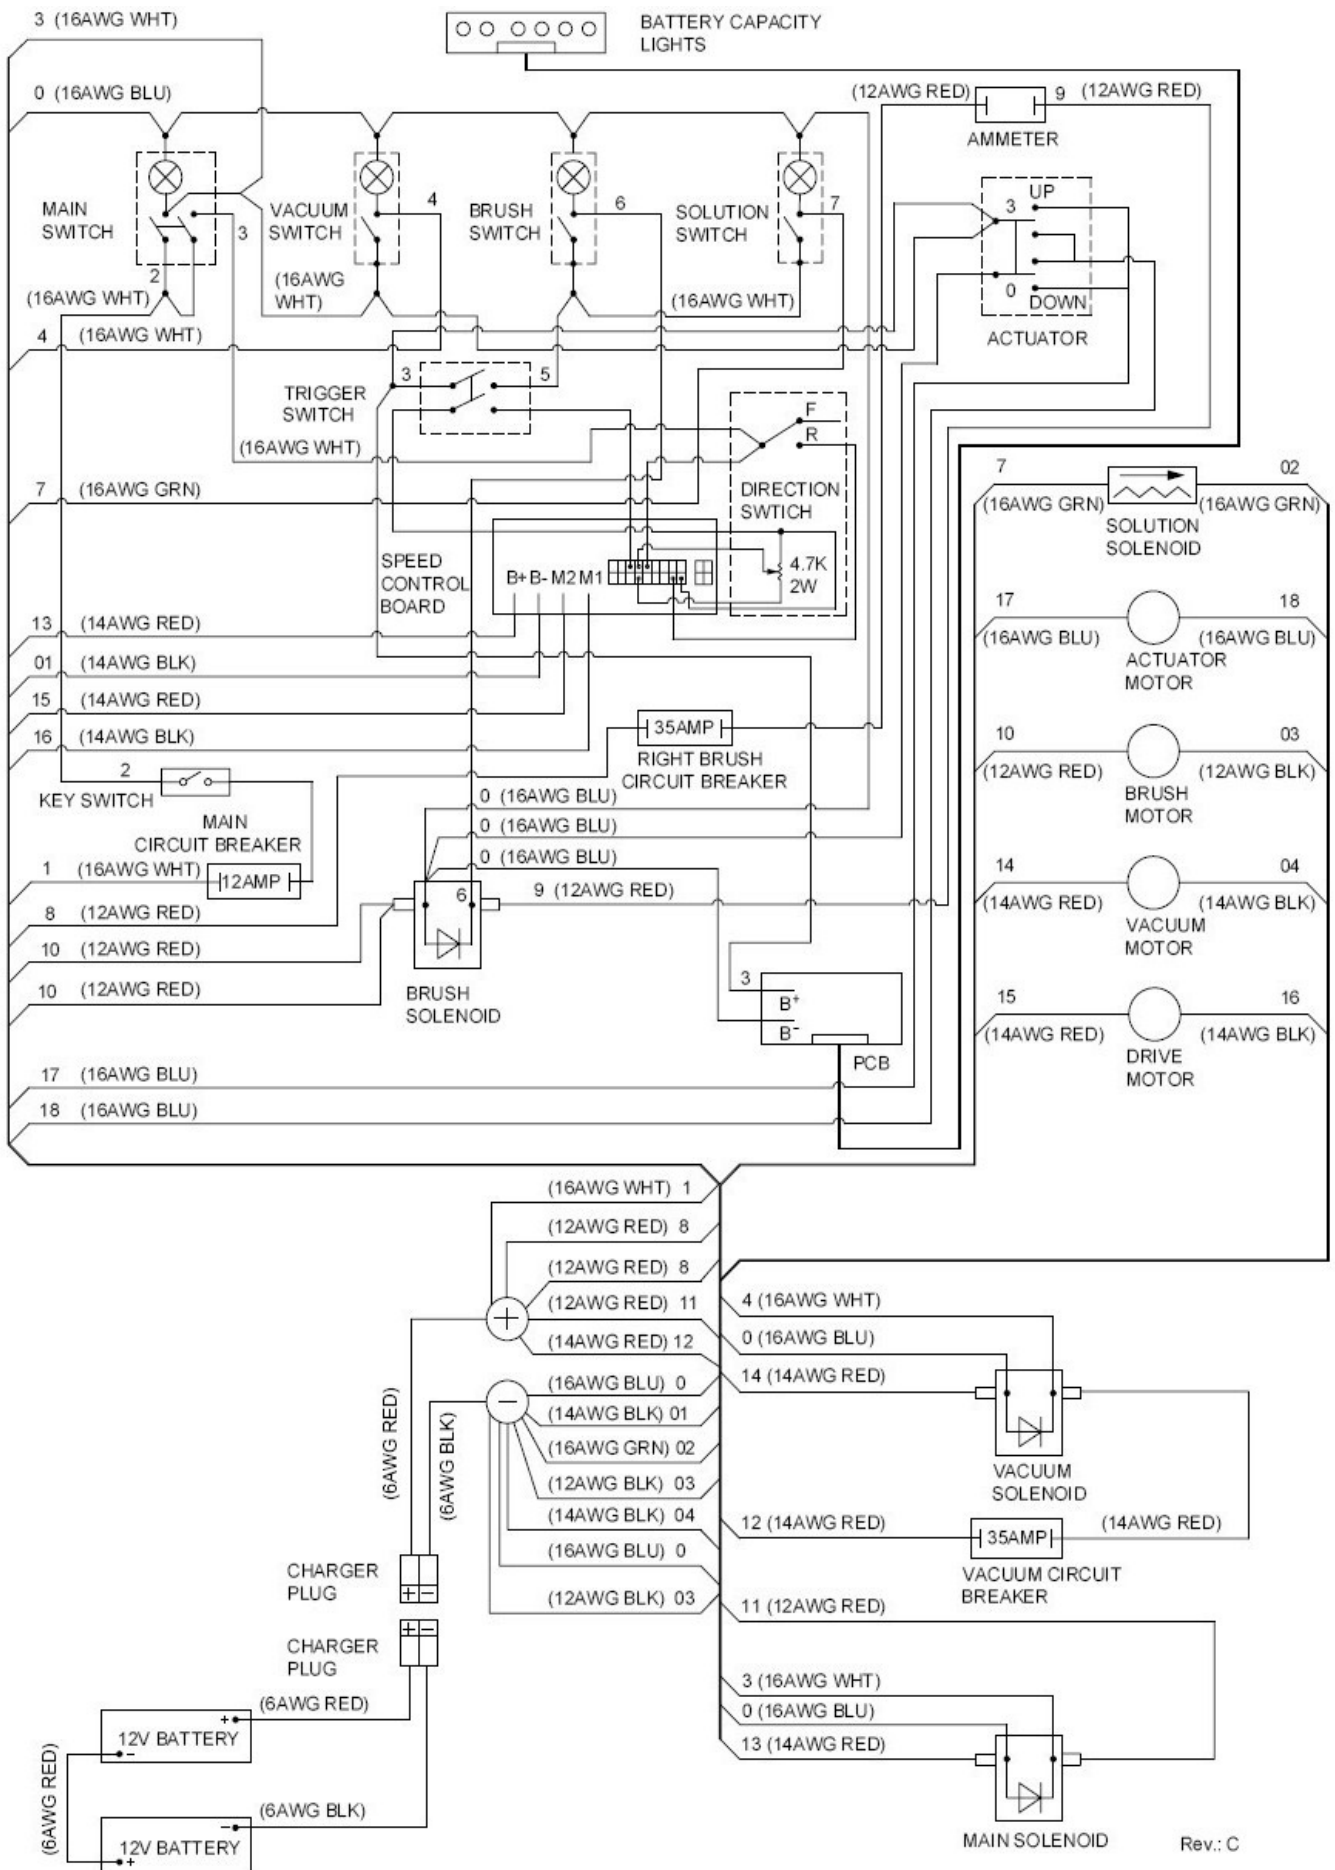 3 (16AWG WHT)
BATTERY CAPACITY
LIGHTS
0 (16AWG BLU)
(12AWG RED)
9 (12AWG RED)
AMMETER
MAIN
SWITCH
3
2
VACUUM
SWITCH
4
BRUSH
SWITCH
6
SOLUTION
SWITCH
7
UP
3
0
DOWN
ACTUATOR
(16AWG WHT)
(16AWG
WHT)
(16AWG WHT)
4 (16AWG WHT)
TRIGGER
SWITCH
3
5
(16AWG WHT)
F
R
DIRECTION
SWTICH
4.7K
2W
7 (16AWG GRN)
SPEED
CONTROL
BOARD
B+ B- M2 M1
13 (14AWG RED)
01 (14AWG BLK)
15 (14AWG RED)
16 (14AWG BLK)
35AMP
RIGHT BRUSH
CIRCUIT BREAKER
2
KEY SWITCH
MAIN
CIRCUIT BREAKER
12AMP
0 (16AWG BLU)
0 (16AWG BLU)
0 (16AWG BLU)
1 (16AWG WHT)
8 (12AWG RED)
10 (12AWG RED)
10 (12AWG RED)
6
9 (12AWG RED)
BRUSH
SOLENOID
3
B+
B-
PCB
17 (16AWG BLU)
18 (16AWG BLU)
7
02
(16AWG GRN)
(16AWG GRN)
SOLUTION
SOLENOID
17
18
(16AWG BLU)
(16AWG BLU)
ACTUATOR
MOTOR
10
03
(12AWG RED)
(12AWG BLK)
BRUSH
MOTOR
14
04
(14AWG RED)
(14AWG BLK)
VACUUM
MOTOR
15
16
(14AWG RED)
(14AWG BLK)
DRIVE
MOTOR
(16AWG WHT) 1
(12AWG RED) 8
(12AWG RED) 8
(12AWG RED) 11
(14AWG RED) 12
+
(16AWG BLU) 0
(14AWG BLK) 01
(16AWG GRN) 02
(12AWG BLK) 03
(14AWG BLK) 04
(16AWG BLU) 0
(12AWG BLK) 03
-
(6AWG RED)
(6AWG BLK)
4 (16AWG WHT)
0 (16AWG BLU)
14 (14AWG RED)
VACUUM
SOLENOID
12 (14AWG RED)
35AMP
(14AWG RED)
VACUUM CIRCUIT
BREAKER
11 (12AWG RED)
3 (16AWG WHT)
0 (16AWG BLU)
13 (14AWG RED)
MAIN SOLENOID
CHARGER
PLUG
+ -
+ -
CHARGER
PLUG
(6AWG RED)
+
12V BATTERY
-
(6AWG RED)
(6AWG BLK)
-
12V BATTERY
+
Rev.: C